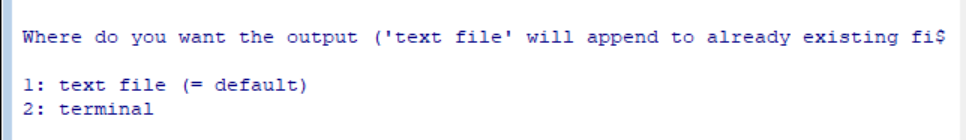 Where do you want the output ('text file' will append to already existing fi$
1: text file (= default)
2: terminal